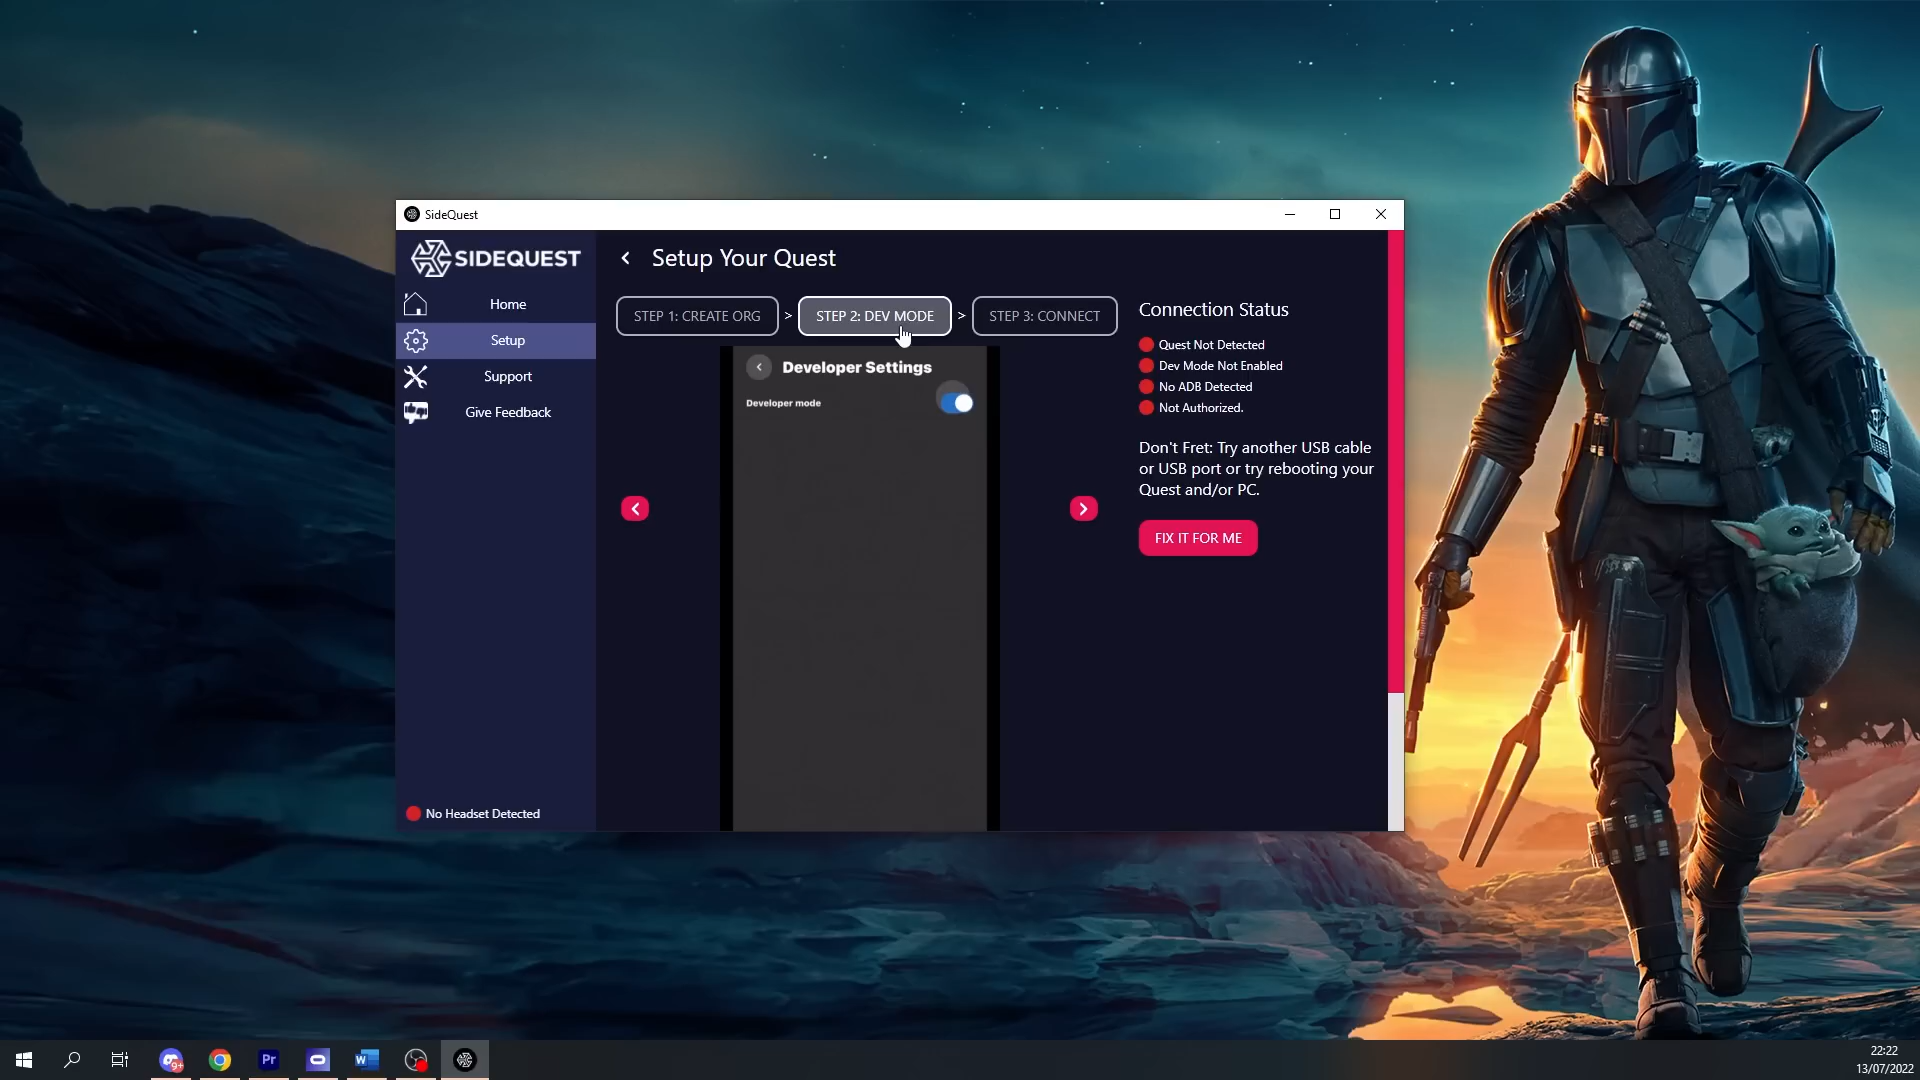 SideQuest
SIDEQUEST
Home
Setup
Support
Give Feedback
No Headset Detected
Setup Your Quest
STEP 1: CREATE ORG > STEP 2: DEV MODE > STEP 3: CONNECT
Developer Settings
Developer mode
Connection Status
Quest Not Detected
Dev Mode Not Enabled
No ADB Detected
Not Authorized.
Don't Fret: Try another USB cable
or USB port or try rebooting your
Quest and/or PC.
FIX IT FOR ME
9+
Pr
W
22:22
13/07/2022